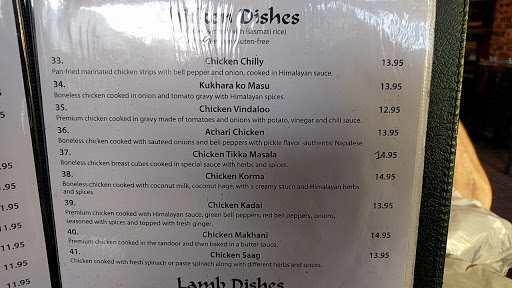 Dishes
with Basmati rice)
gluten-free
33. Chicken Chilly 13.95
Pan-fried marinated chicken strips with bell pepper and onion, cooked in Himalayan sauce.
34. Kukhara ko Masu 13.95
Boneless chicken cooked in onion and tomato gravy with Himalayan spices.
35. Chicken Vindaloo 12.95
Premium chicken cooked in gravy made of tomatoes and onions with potato, vinegar and chili sauce.
36. Achari Chicken 13.95
Boneless chicken cooked with sauteed onions and bell peppers with pickle flavor -authentic Nepalese.
37. Chicken Tikka Masala 14.95
Boneless chicken breast cubes cooked in special sauce with herbs and spices.
38. Chicken Korma 14.95
Boneless chicken cooked with coconut milk, coconut hage, with a creamy sauce and Himalayan herbs
and spices.
39. Chicken Kadai 13.95
Premium chicken cooked with Himalayan sauce, green bell peppers, red bell peppers, onions,
seasoned with spices and topped with fresh ginger.
40. Chicken Makhani 14.95
Premium chicken cooked in the tandoor and then baked in a butter sauce.
41. Chicken Saag 13.95
Chicken cooked with fresh spinach or paste spinach along with different herbs and spices.
Lamb Dishes
11.95
11.95
11.95
11.95